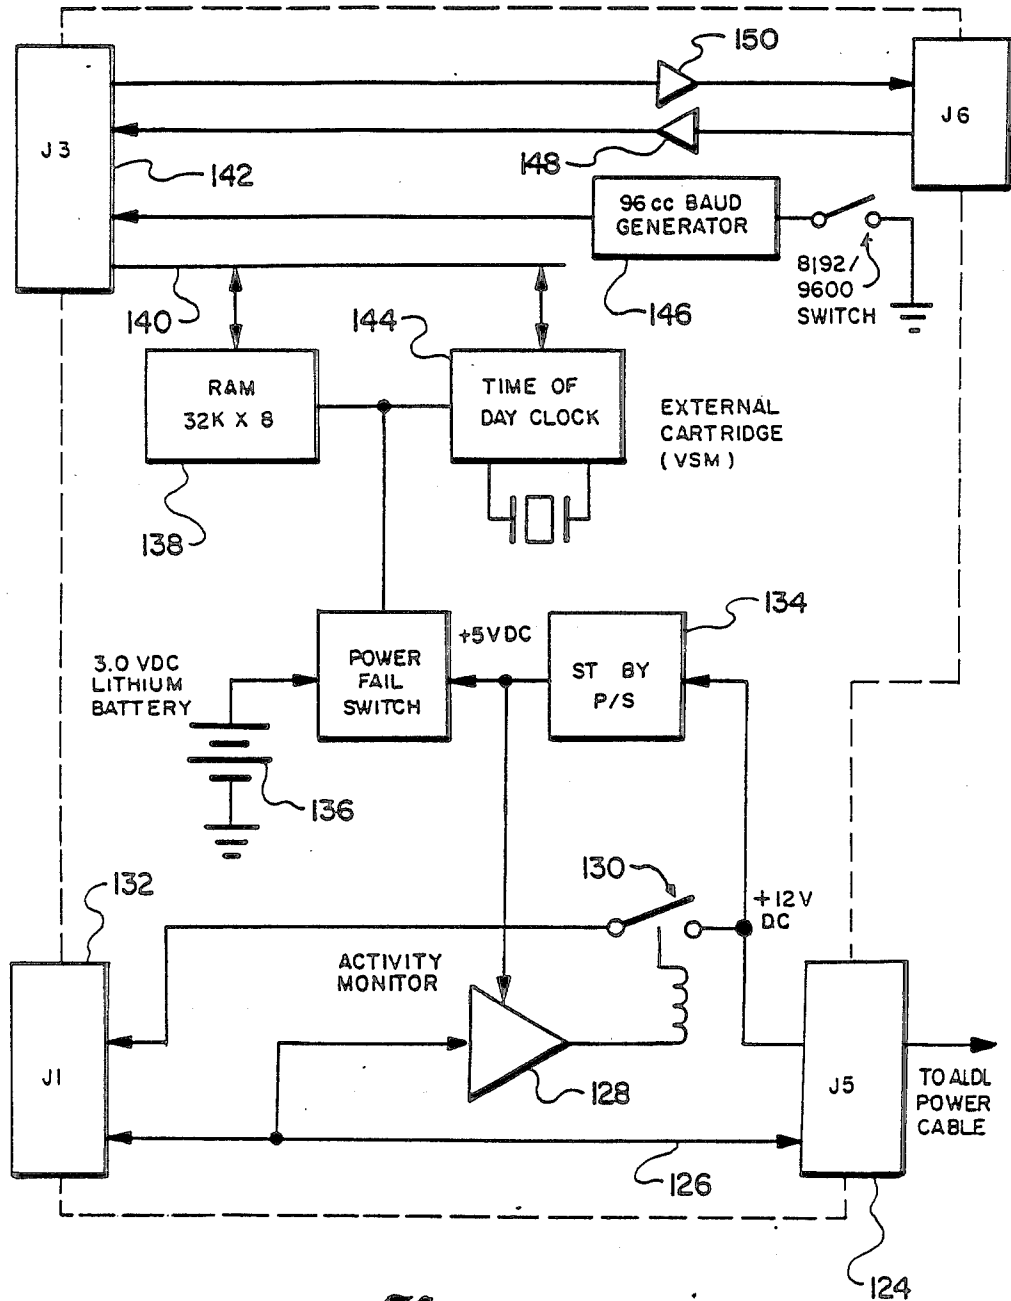 150
J3
J6
148
142
96cc BAUD
GENERATOR
8192/
9600
SWITCH
140
144
146
RAM
32K X 8
TIME OF
DAY CLOCK
EXTERNAL
CARTRIDGE
(VSM)
138
134
+5VDC
3.0 VDC
LITHIUM
BATTERY
POWER
FAIL
SWITCH
ST BY
P/S
136
132
130
+12V
DC
ACTIVITY
MONITOR
J1
128
J5
TO ALDL
POWER
CABLE
126
124